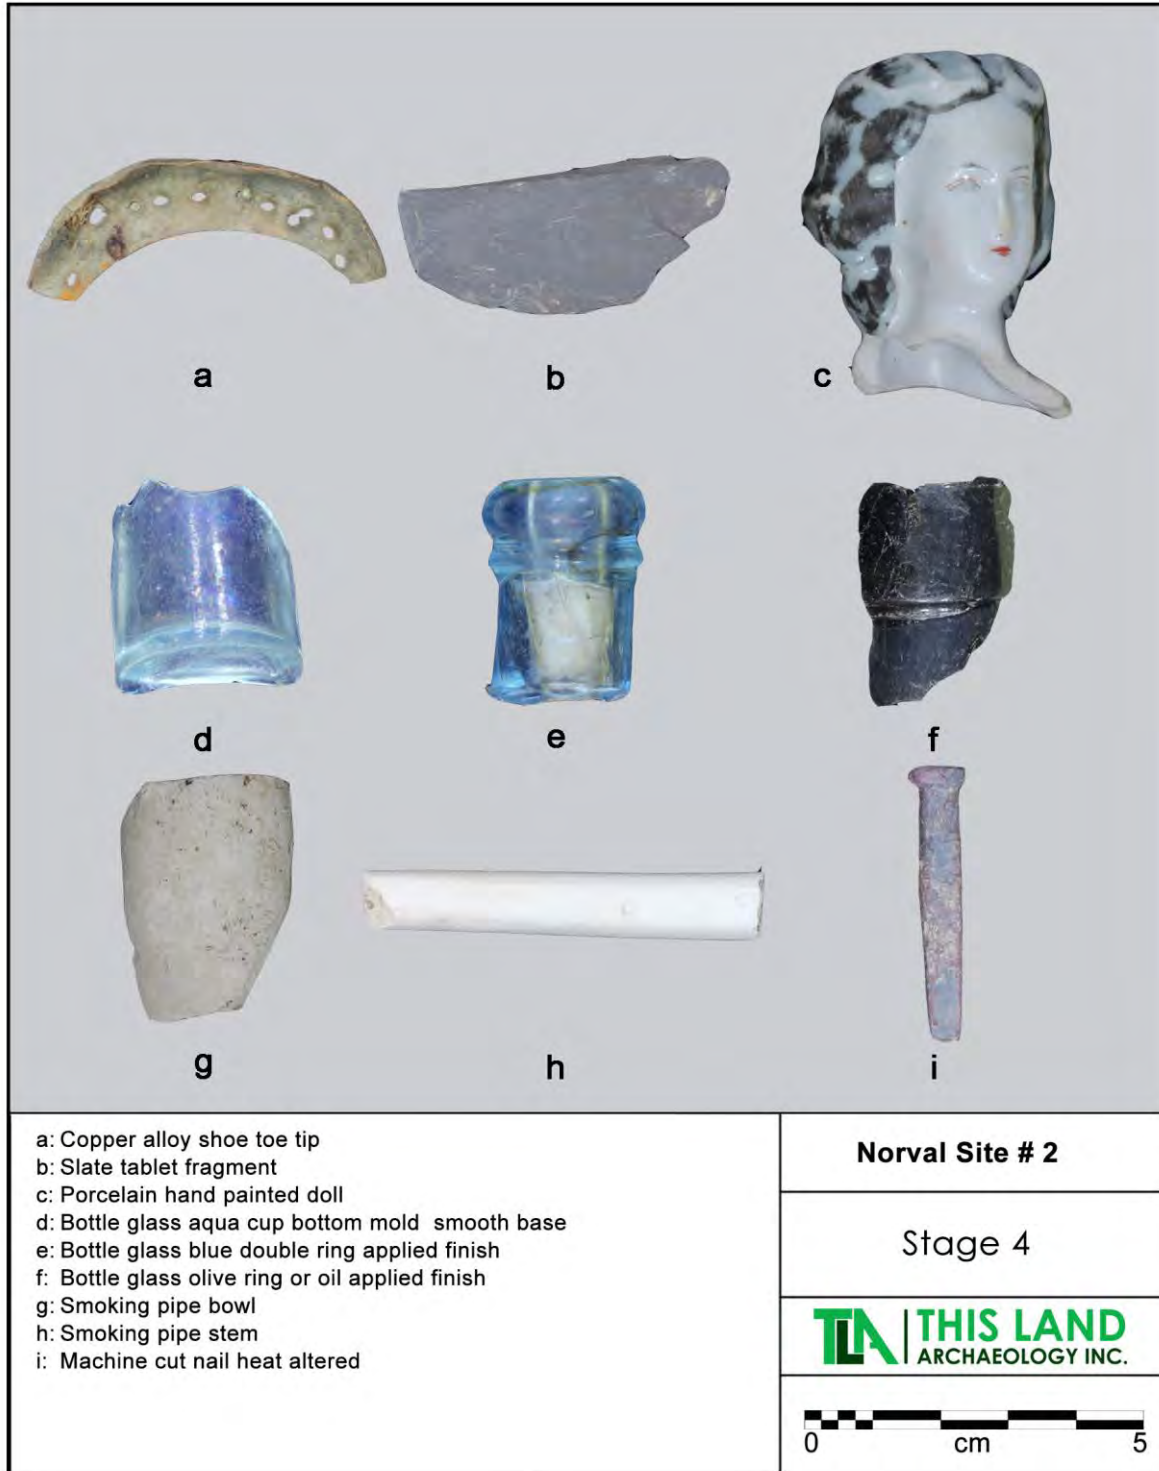 a
b
c
d
e
f
g
h
i
a: Copper alloy shoe toe tip
b: Slate tablet fragment
c: Porcelain hand painted doll
d: Bottle glass aqua cup bottom mold smooth base
e: Bottle glass blue double ring applied finish
f: Bottle glass olive ring or oil applied finish
g: Smoking pipe bowl
h: Smoking pipe stem
i: Machine cut nail heat altered
Norval Site # 2
Stage 4
TLA THIS LAND
ARCHAEOLOGY INC.
0 cm 5